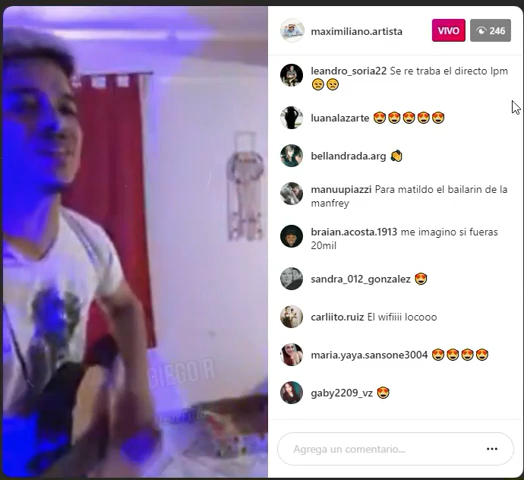 maximiliano.artista
VIVO
246
leandro_soria22 Se re traba el directo lpm
luanalazarte 😍😍😍😍😍
bellandrada.arg 👏
manuupiazzi Para matildo el bailarin de la
manfrey
braian.acosta.1913 me imagino si fueras
20mil
sandra_012_gonzalez 😍
carliito.ruiz El wifiiii locooo
maria.yaya.sansone3004 😍😍😍😍
gaby2209_vz 😍
DIEGO R
Agrega un comentario...